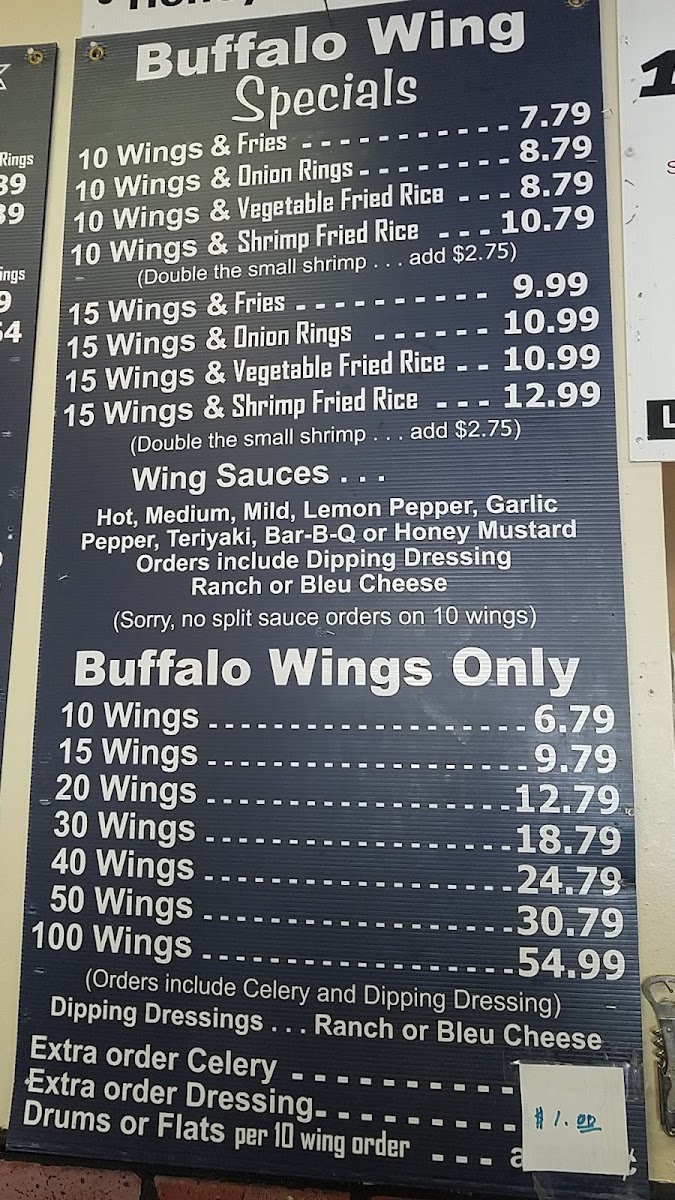 Buffalo Wing
Specials
10 Wings & Fries - - - - - - - - - - - - 7.79
10 Wings & Onion Rings - - - - - - - - 8.79
10 Wings & Vegetable Fried Rice - - - 8.79
10 Wings & Shrimp Fried Rice - - - 10.79
(Double the small shrimp . . . add $2.75)
15 Wings & Fries - - - - - - - - - - 9.99
15 Wings & Onion Rings - - - - - - 10.99
15 Wings & Vegetable Fried Rice - - 10.99
15 Wings & Shrimp Fried Rice - - - 12.99
(Double the small shrimp . . . add $2.75)
Wing Sauces . . .
Hot, Medium, Mild, Lemon Pepper, Garlic
Pepper, Teriyaki, Bar-B-Q or Honey Mustard
Orders include Dipping Dressing
Ranch or Bleu Cheese
(Sorry, no split sauce orders on 10 wings)
Buffalo Wings Only
10 Wings - - - - - - - - - - - - - - - - - - - 6.79
15 Wings - - - - - - - - - - - - - - - - - - - 9.79
20 Wings - - - - - - - - - - - - - - - - - - 12.79
30 Wings - - - - - - - - - - - - - - - - - - 18.79
40 Wings - - - - - - - - - - - - - - - - - - 24.79
50 Wings - - - - - - - - - - - - - - - - - - 30.79
100 Wings - - - - - - - - - - - - - - - - - - 54.99
(Orders include Celery and Dipping Dressing)
Dipping Dressings . . . Ranch or Bleu Cheese
Extra order Celery - - - - - - - - - - -
Extra order Dressing - - - - - - - - -
$ 1.00
Drums or Flats per 10 wing order - - -
Rings
39
39
ings
9
54